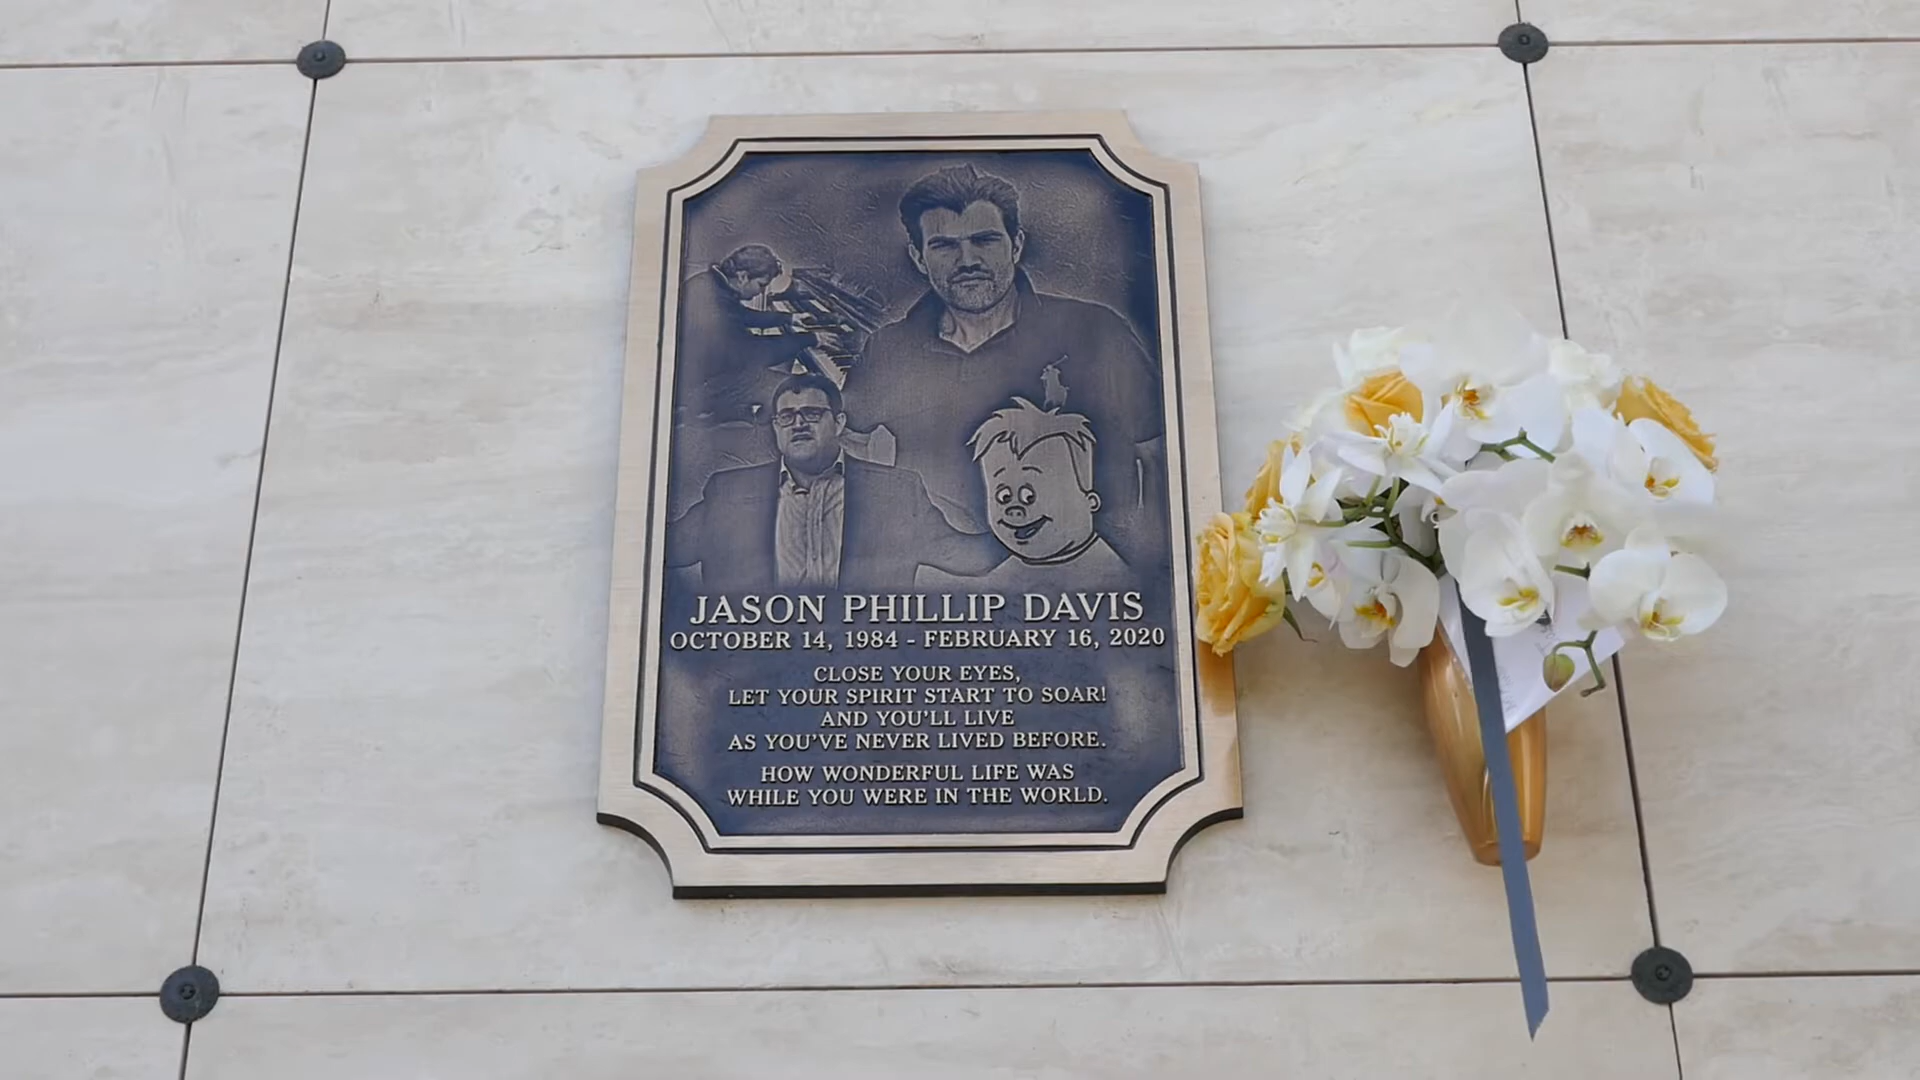 JASON PHILLIP DAVIS
OCTOBER 14, 1984 - FEBRUARY 16, 2020
CLOSE YOUR EYES,
LET YOUR SPIRIT START TO SOAR!
AND YOU'LL LIVE
AS YOU'VE NEVER LIVED BEFORE.
HOW WONDERFUL LIFE WAS
WHILE YOU WERE IN THE WORLD.